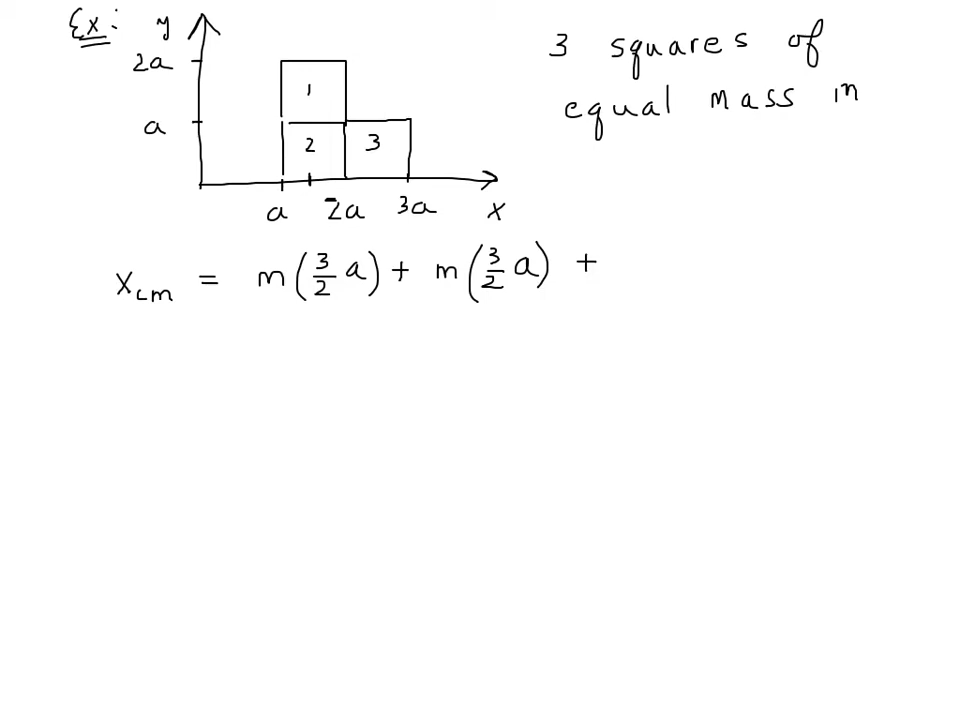 Ex: y
3 squares of
equal mass m
2a
a
1
2
3
a 2a 3a x
x_cm = m(3/2 a) + m(3/2 a) +